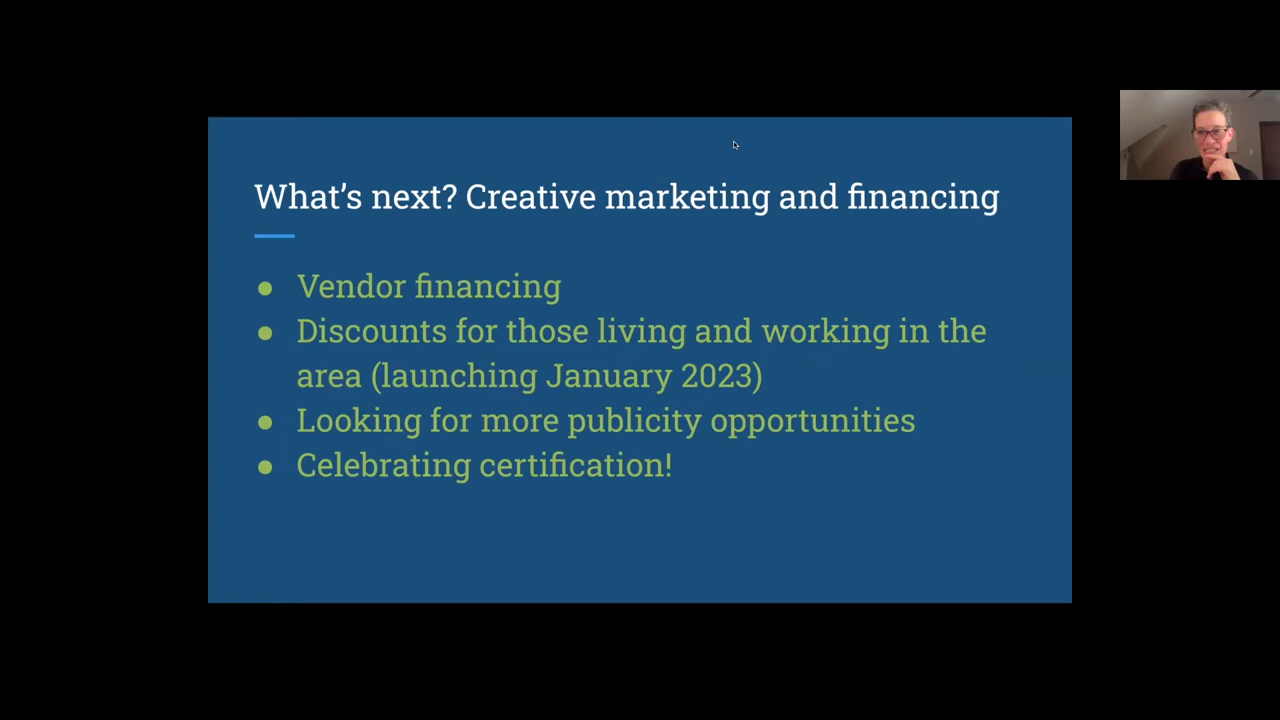 What’s next? Creative marketing and financing
● Vendor financing
● Discounts for those living and working in the
area (launching January 2023)
● Looking for more publicity opportunities
● Celebrating certification!